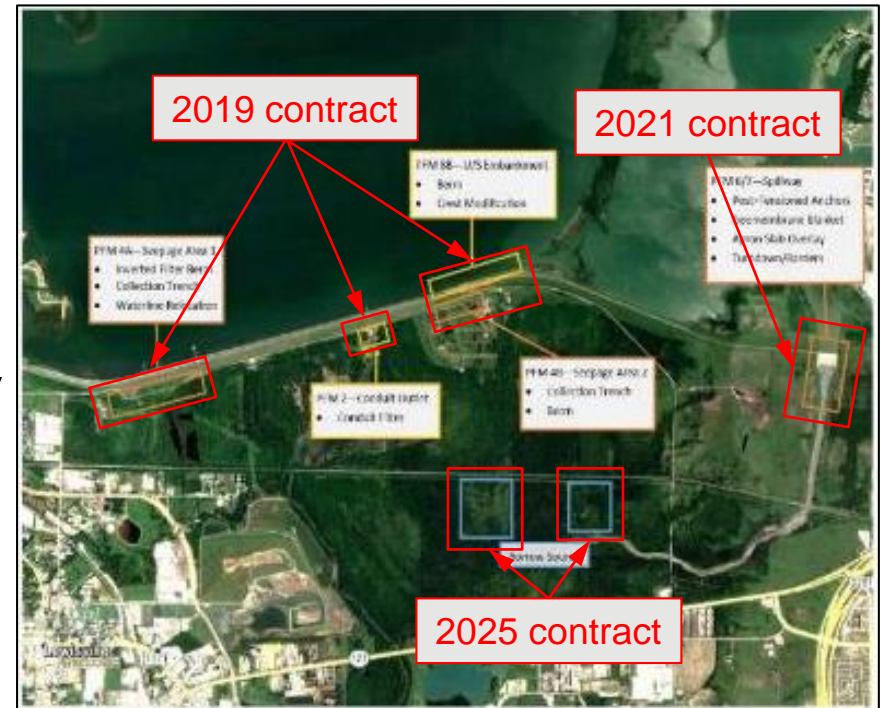 2019 contract
2021 contract
PFM 8B—U/S Embankment
• Berm
• Crest Modification
PFM 6/7—Spillway
• Post-Tensioned Anchors
• Geomembrane Blanket
• Apron Slab Overlay
PFM 4A—Seepage Area 1
• Inverted Filter Berm
• Collection Trench
• Waterline Relocation
PFM 2—Conduit Outlet
• Conduit Filter
PFM 4B—Seepage Area 2
• Collection Trench
• Berm
Borrow
2025 contract
121